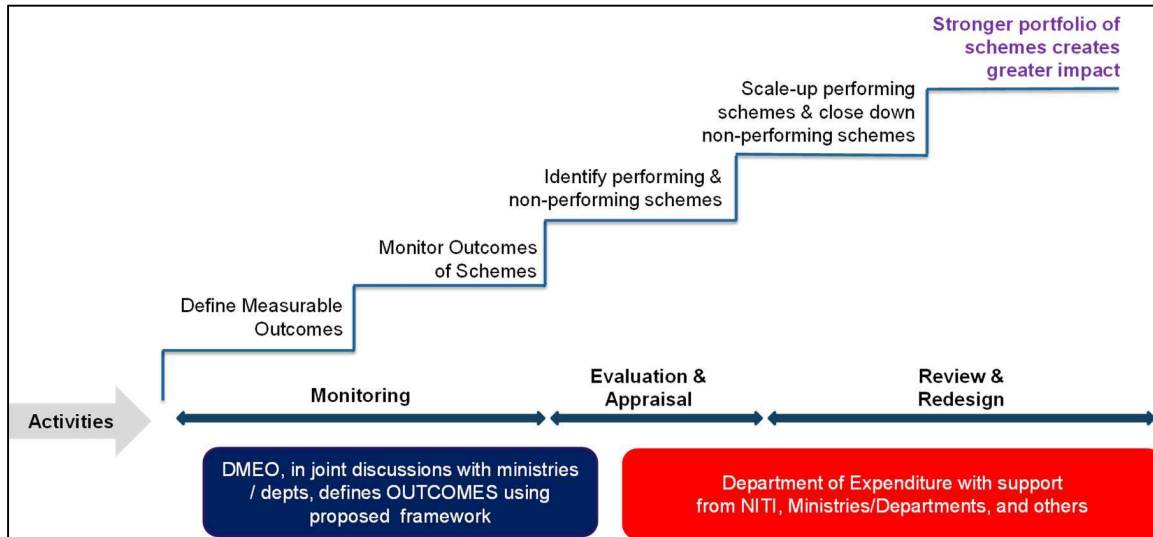 Stronger portfolio of
schemes creates
greater impact
Scale-up performing
schemes & close down
non-performing schemes
Identify performing &
non-performing schemes
Monitor Outcomes
of Schemes
Define Measurable
Outcomes
Activities
Monitoring
Evaluation &
Appraisal
Review &
Redesign
DMEO, in joint discussions with ministries
/ depts, defines OUTCOMES using
proposed framework
Department of Expenditure with support
from NITI, Ministries/Departments, and others